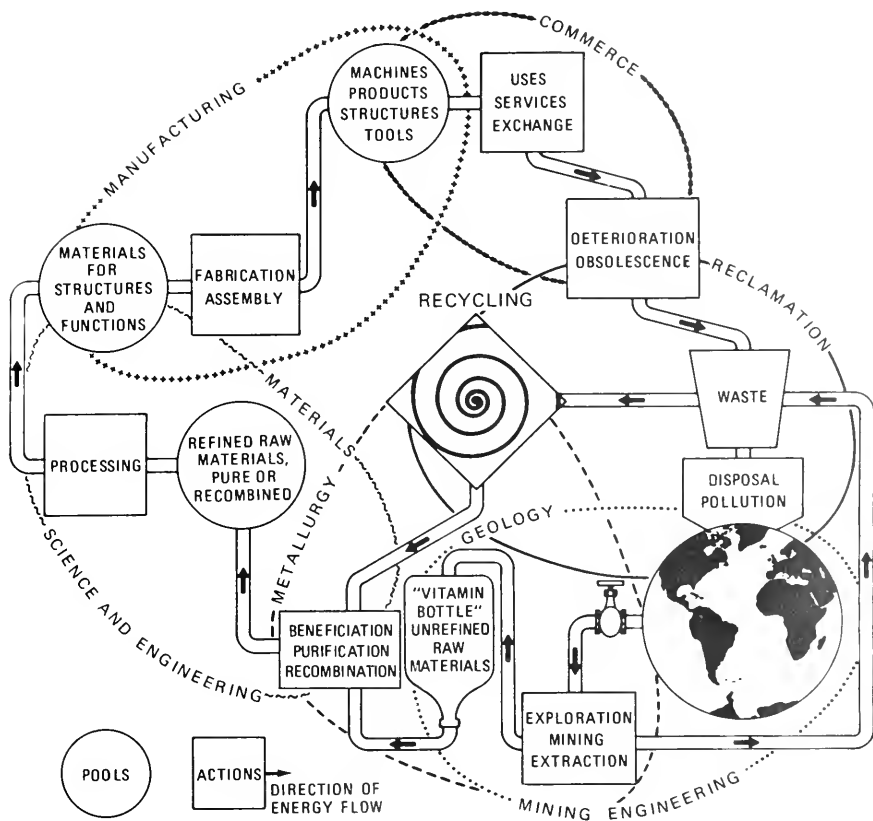 COMMERCE
MANUFACTURING
MACHINES
PRODUCTS
STRUCTURES
TOOLS
USES
SERVICES
EXCHANGE
MATERIALS
FOR
STRUCTURES
AND
FUNCTIONS
FABRICATION
ASSEMBLY
DETERIORATION
OBSOLESCENCE
RECLAMATION
RECYCLING
WASTE
DISPOSAL
POLLUTION
MATERIALS
SCIENCE AND ENGINEERING
PROCESSING
REFINED RAW
MATERIALS,
PURE OR
RECOMBINED
METALLURGY
GEOLOGY
BENEFICIATION
PURIFICATION
RECOMBINATION
"VITAMIN
BOTTLE"
UNREFINED
RAW
MATERIALS
EXPLORATION
MINING
EXTRACTION
MINING ENGINEERING
POOLS
ACTIONS
DIRECTION OF
ENERGY FLOW